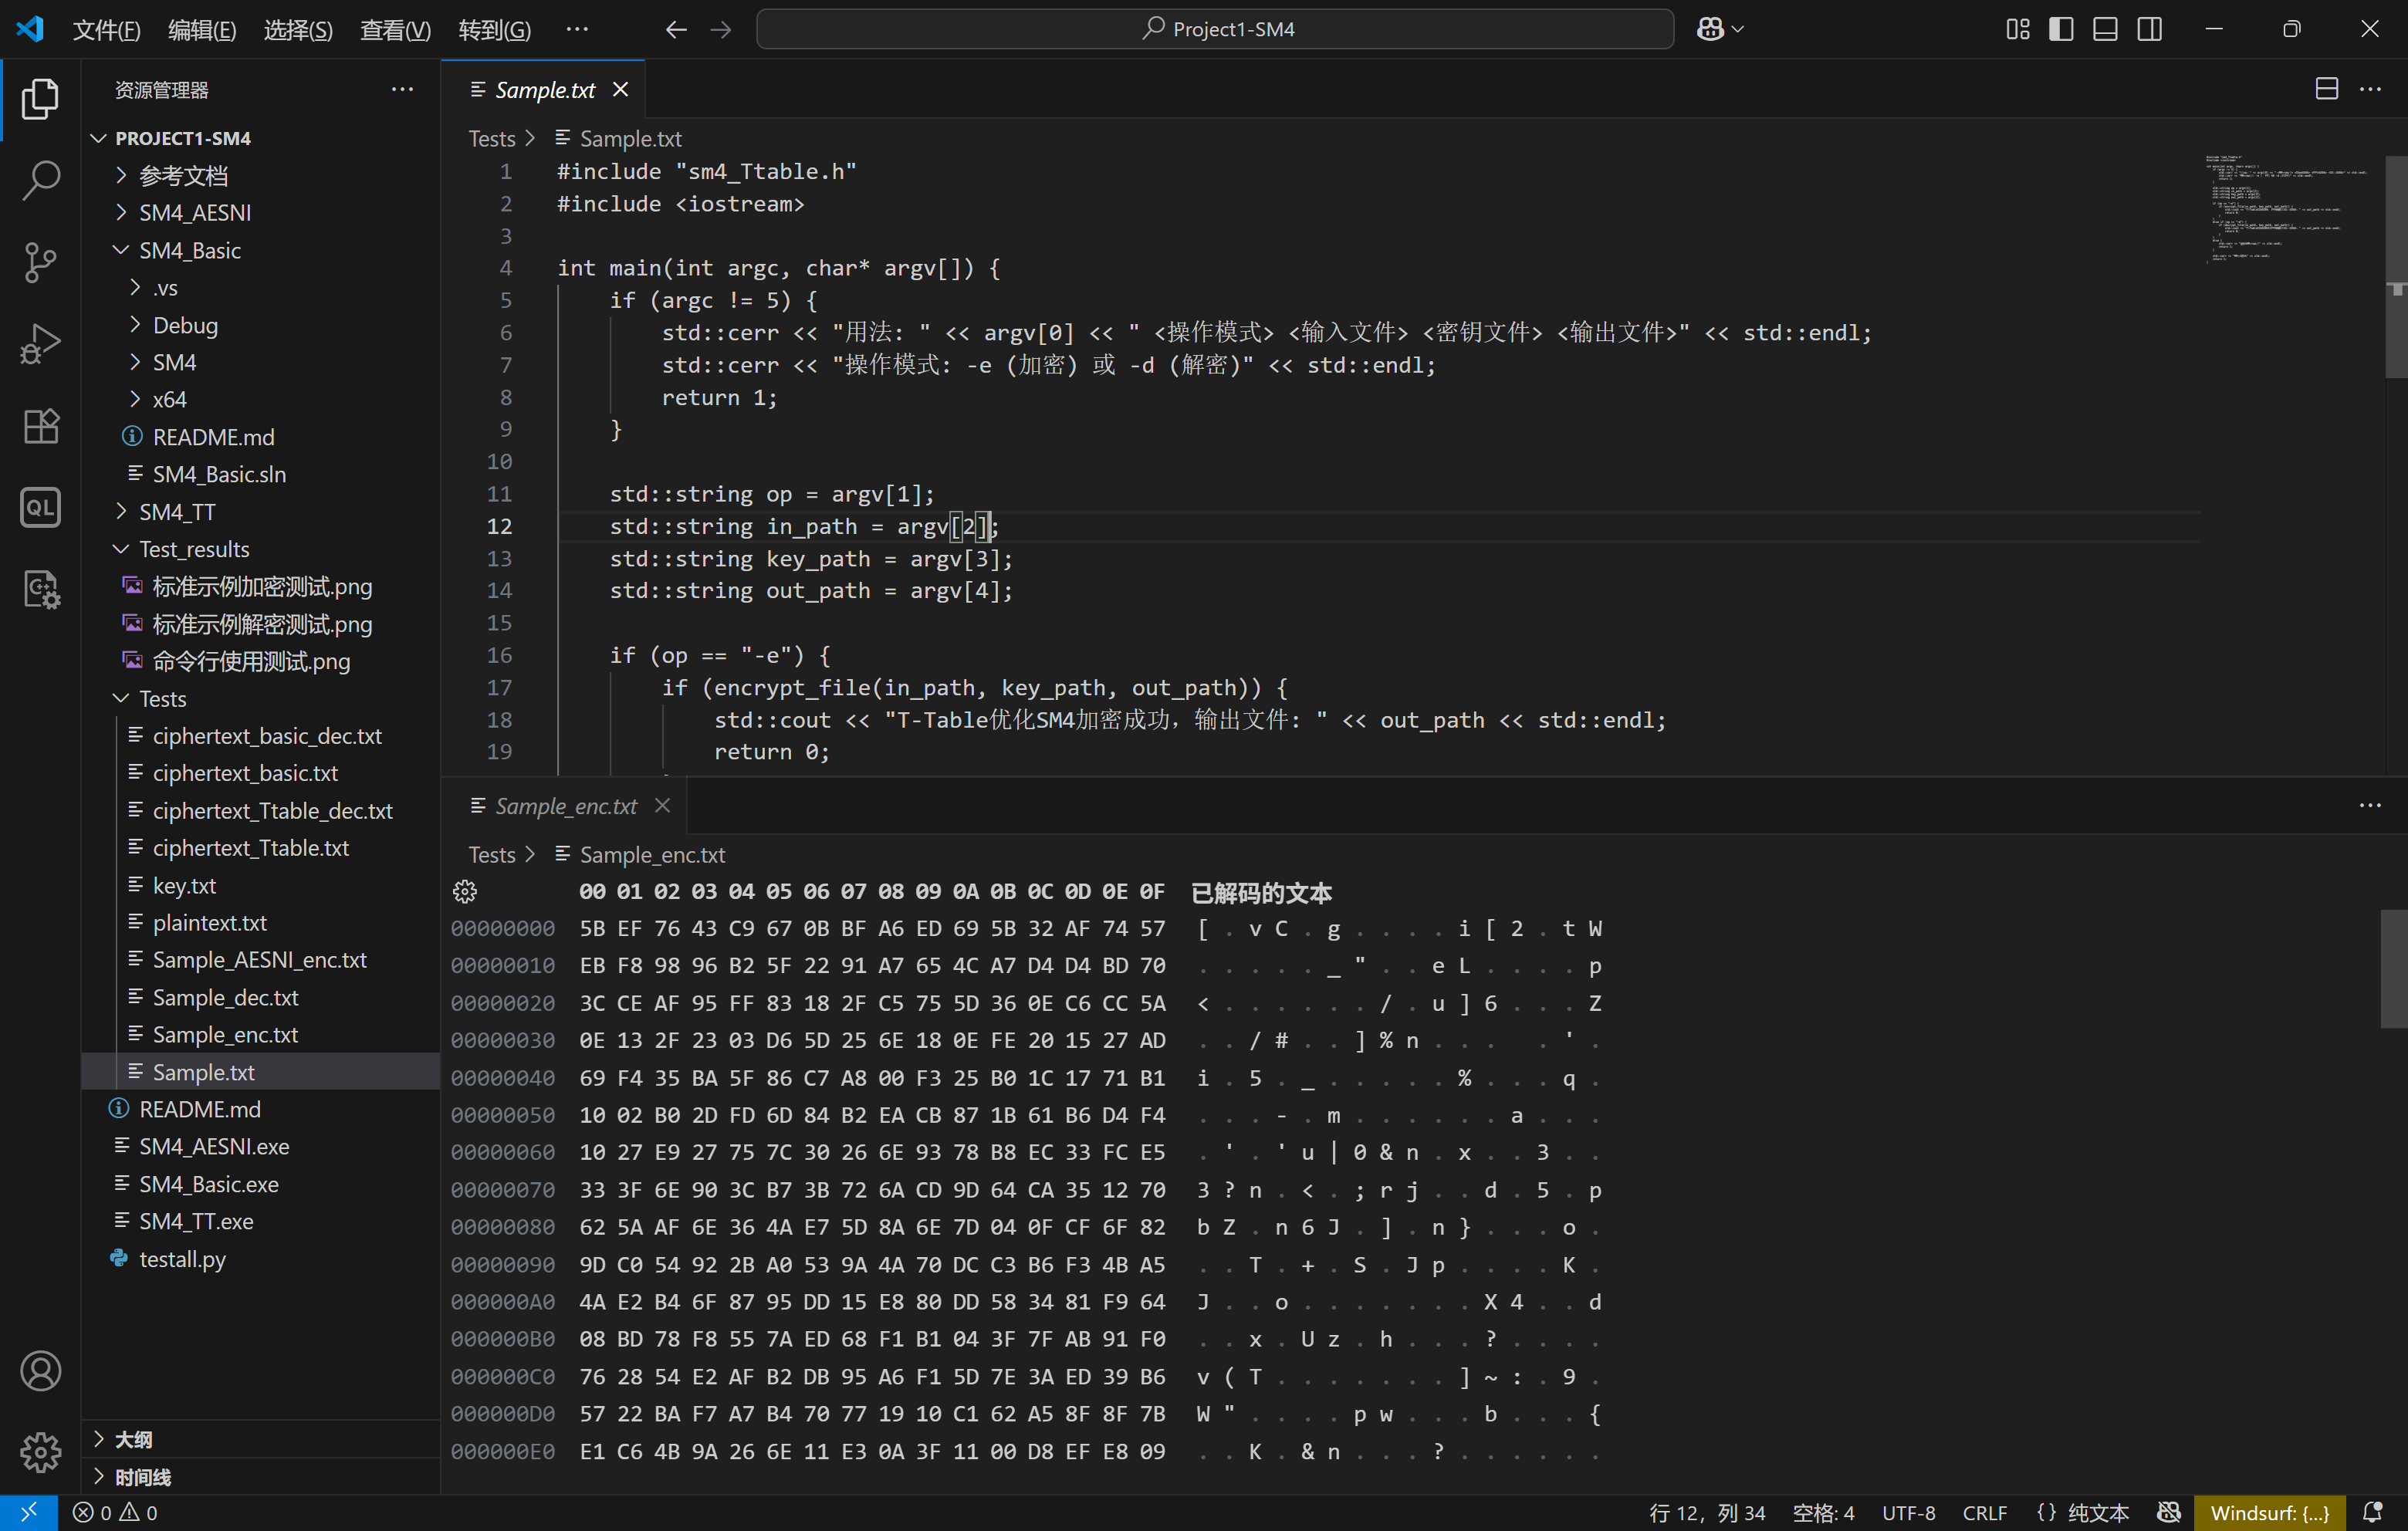 文件(F) 编辑(E) 选择(S) 查看(V) 转到(G) ··· Project1-SM4
资源管理器 ···
PROJECT1-SM4
参考文档
SM4_AESNI
SM4_Basic
.vs
Debug
SM4
x64
README.md
SM4_Basic.sln
SM4_TT
Test_results
标准示例加密测试.png
标准示例解密测试.png
命令行使用测试.png
Tests
ciphertext_basic_dec.txt
ciphertext_basic.txt
ciphertext_Ttable_dec.txt
ciphertext_Ttable.txt
key.txt
plaintext.txt
Sample_AESNI_enc.txt
Sample_dec.txt
Sample_enc.txt
Sample.txt
README.md
SM4_AESNI.exe
SM4_Basic.exe
SM4_TT.exe
testall.py
大纲
时间线
QL
Sample.txt
Tests > Sample.txt
1 #include "sm4_Ttable.h"
2 #include <iostream>
3
4 int main(int argc, char* argv[]) {
5 if (argc != 5) {
6 std::cerr << "用法: " << argv[0] << " <操作模式> <输入文件> <密钥文件> <输出文件>" << std::endl;
7 std::cerr << "操作模式: -e (加密) 或 -d (解密)" << std::endl;
8 return 1;
9 }
10
11 std::string op = argv[1];
12 std::string in_path = argv[2];
13 std::string key_path = argv[3];
14 std::string out_path = argv[4];
15
16 if (op == "-e") {
17 if (encrypt_file(in_path, key_path, out_path)) {
18 std::cout << "T-Table优化SM4加密成功，输出文件: " << out_path << std::endl;
19 return 0;
Sample_enc.txt
Tests > Sample_enc.txt
00 01 02 03 04 05 06 07 08 09 0A 0B 0C 0D 0E 0F 已解码的文本
00000000 5B EF 76 43 C9 67 0B BF A6 ED 69 5B 32 AF 74 57 [ . v C . g . . . . i [ 2 . t W
00000010 EB F8 98 96 B2 5F 22 91 A7 65 4C A7 D4 D4 BD 70 . . . . . _ " . . e L . . . . p
00000020 3C CE AF 95 FF 83 18 2F C5 75 5D 36 0E C6 CC 5A < . . . . . . / . u ] 6 . . . Z
00000030 0E 13 2F 23 03 D6 5D 25 6E 18 0E FE 20 15 27 AD . . / # . . ] % n . . .   . ' .
00000040 69 F4 35 BA 5F 86 C7 A8 00 F3 25 B0 1C 17 71 B1 i . 5 . _ . . . . . % . . . q .
00000050 10 02 B0 2D FD 6D 84 B2 EA CB 87 1B 61 B6 D4 F4 . . . - . m . . . . . . a . . .
00000060 10 27 E9 27 75 7C 30 26 6E 93 78 B8 EC 33 FC E5 . ' . ' u | 0 & n . x . . 3 . .
00000070 33 3F 6E 90 3C B7 3B 72 6A CD 9D 64 CA 35 12 70 3 ? n . < . ; r j . . d . 5 . p
00000080 62 5A AF 6E 36 4A E7 5D 8A 6E 7D 04 0F CF 6F 82 b Z . n 6 J . ] . n } . . . o .
00000090 9D C0 54 92 2B A0 53 9A 4A 70 DC C3 B6 F3 4B A5 . . T . + . S . J p . . . . K .
000000A0 4A E2 B4 6F 87 95 DD 15 E8 80 DD 58 34 81 F9 64 J . . o . . . . . . . X 4 . . d
000000B0 08 BD 78 F8 55 7A ED 68 F1 B1 04 3F 7F AB 91 F0 . . x . U z . h . . . ? . . . .
000000C0 76 28 54 E2 AF B2 DB 95 A6 F1 5D 7E 3A ED 39 B6 v ( T . . . . . . . ] ~ : . 9 .
000000D0 57 22 BA F7 A7 B4 70 77 19 10 C1 62 A5 8F 8F 7B W " . . . . p w . . . b . . . {
000000E0 E1 C6 4B 9A 26 6E 11 E3 0A 3F 11 00 D8 EF E8 09 . . K . & n . . . ? . . . . . .
0 0 行 12，列 34 空格: 4 UTF-8 CRLF {} 纯文本 Windsurf: {...}